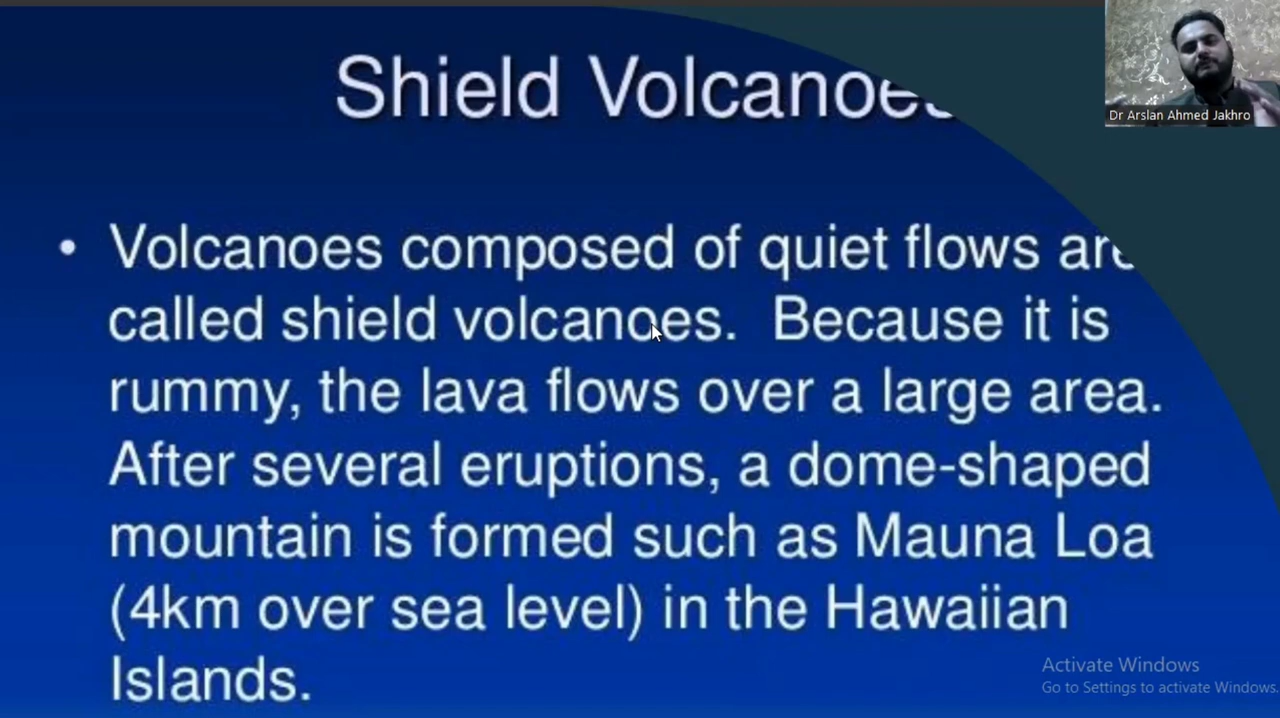 Shield Volcanoes
Dr Arslan Ahmed Jakhro
• Volcanoes composed of quiet flows are
called shield volcanoes. Because it is
rummy, the lava flows over a large area.
After several eruptions, a dome-shaped
mountain is formed such as Mauna Loa
(4km over sea level) in the Hawaiian
Islands.
Activate Windows
Go to Settings to activate Windows.